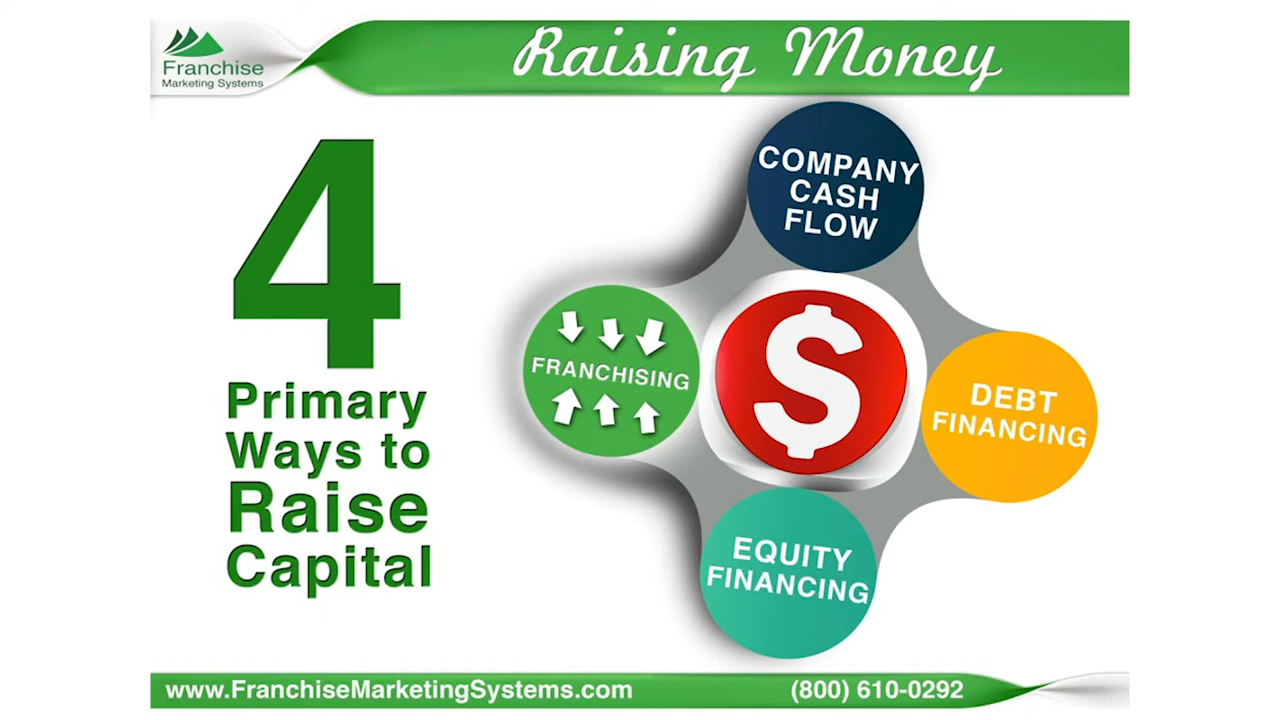 Franchise
Marketing Systems
Raising Money
4
Primary
Ways to
Raise
Capital
COMPANY
CASH
FLOW
FRANCHISING
$
DEBT
FINANCING
EQUITY
FINANCING
www.FranchiseMarketingSystems.com
(800) 610-0292